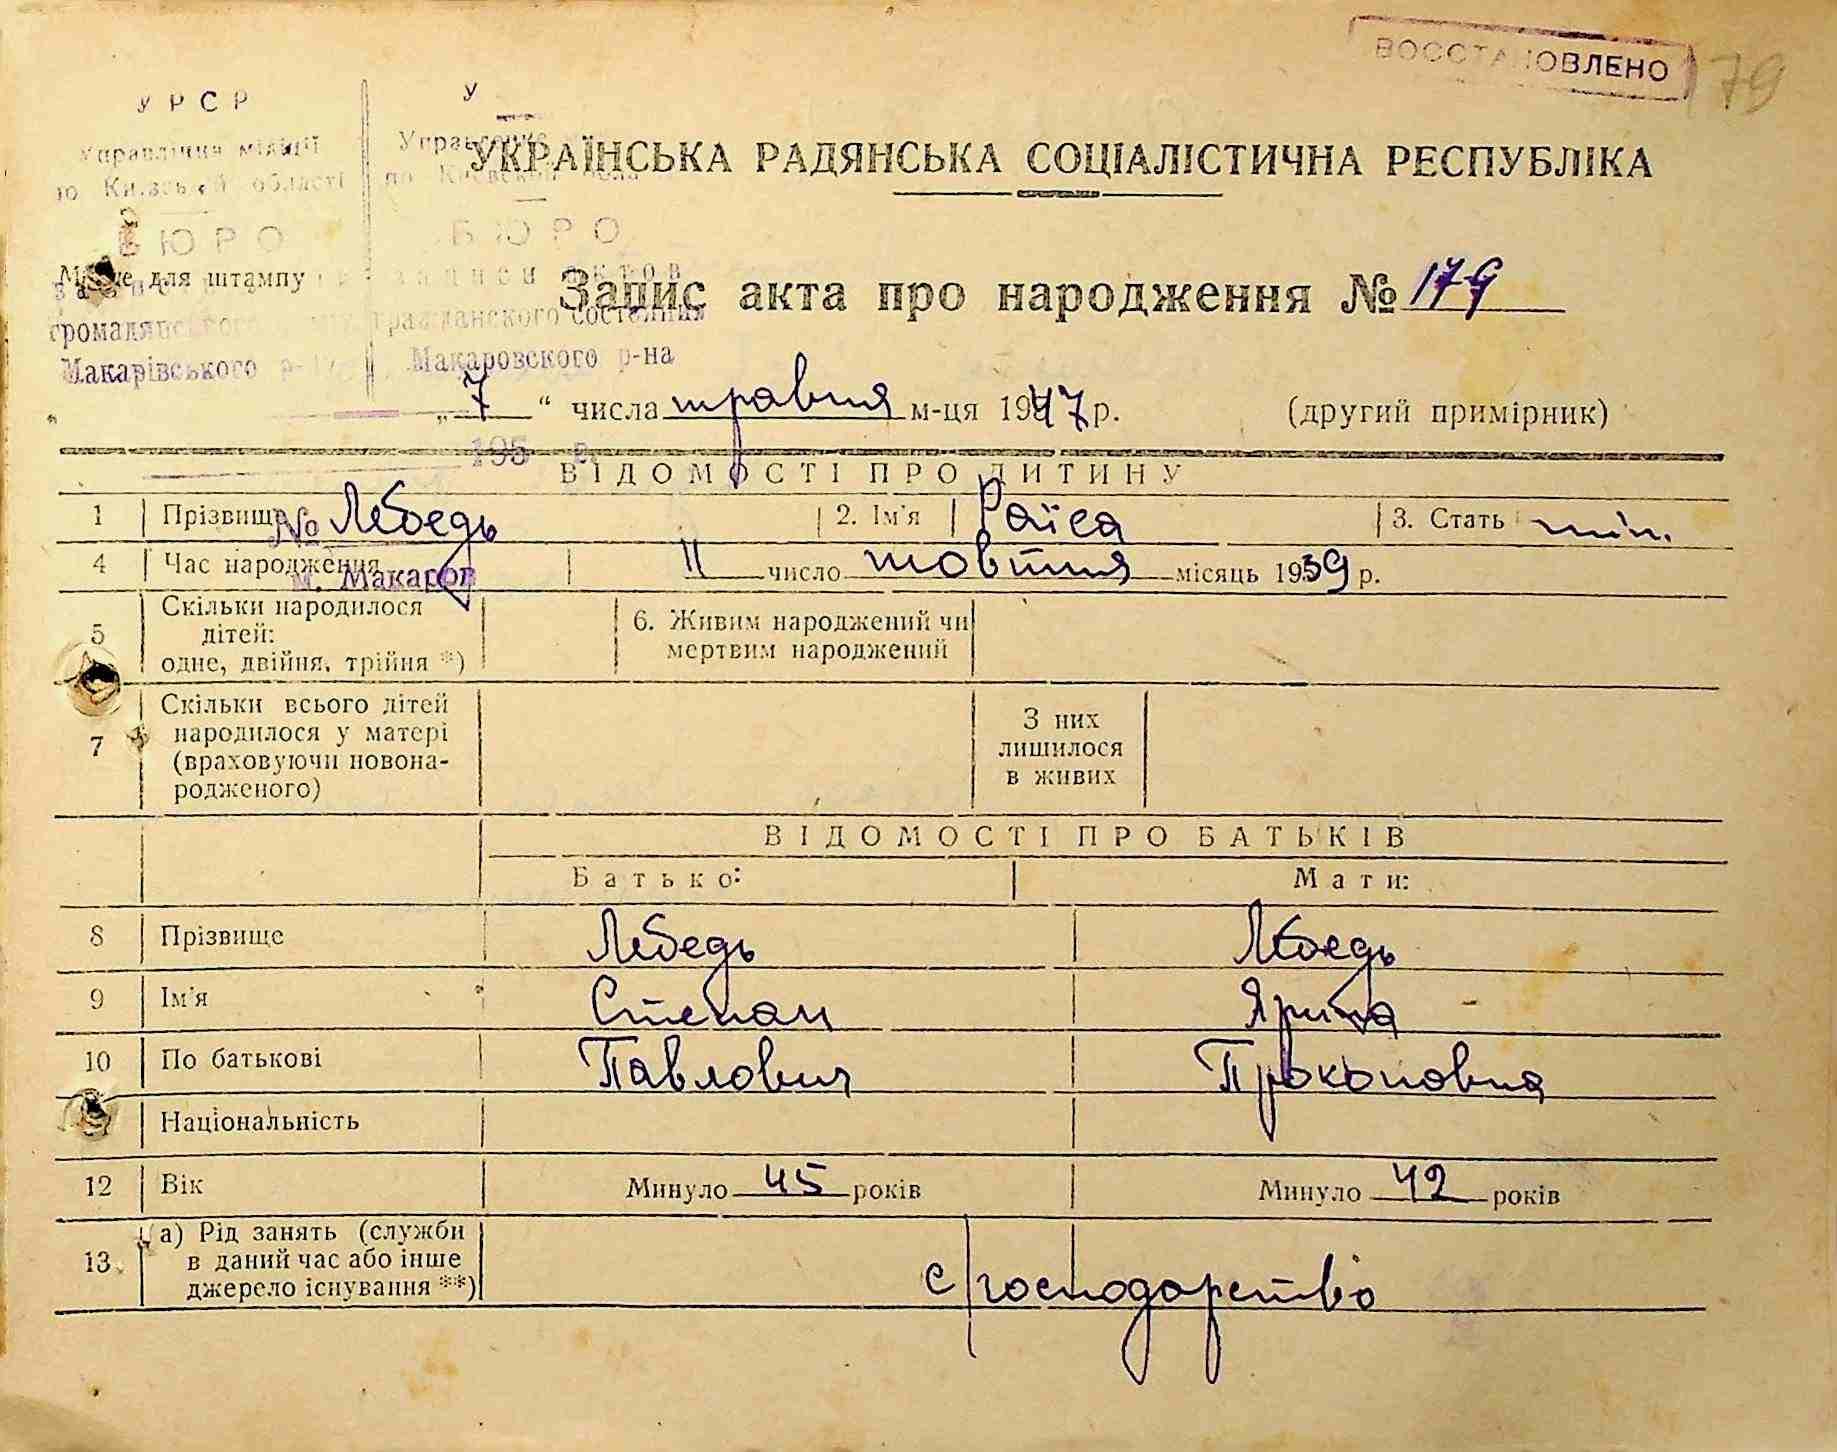 ВОССТАНОВЛЕНО
179
УРСР
У
Управління міліції
по Київській області
УКРАЇНСЬКА РАДЯНСЬКА СОЦІАЛІСТИЧНА РЕСПУБЛІКА
БЮРО
БЮРО
Місце для штампу
записи актов
Запис акта про народження № 179
громадянського
гражданского состояния
Макарівського р-ну
Макаровского р-на
„ 7 “ числа травня м-ця 1947 р. (другий примірник)
195 г.
ВІДОМОСТІ ПРО ДИТИНУ
1 Прізвище Лебедь 2. Ім'я Раїса 3. Стать
№
4 Час народження 11 число жовтня місяць 1939 р.
м. Макаров
5 Скільки народилося дітей: одне, двійня, трійня *) 6. Живим народжений чи мертвим народжений
7 Скільки всього дітей народилося у матері (враховуючи новонародженого) З них лишилося в живих
ВІДОМОСТІ ПРО БАТЬКІВ
Батько: Мати:
8 Прізвище Лебедь Лебедь
9 Ім'я Степан Ярина
10 По батькові Павлович Прокоповна
Національність
12 Вік Минуло 45 років Минуло 42 років
13 а) Рід занять (служби в даний час або інше джерело існування **) с/господарство